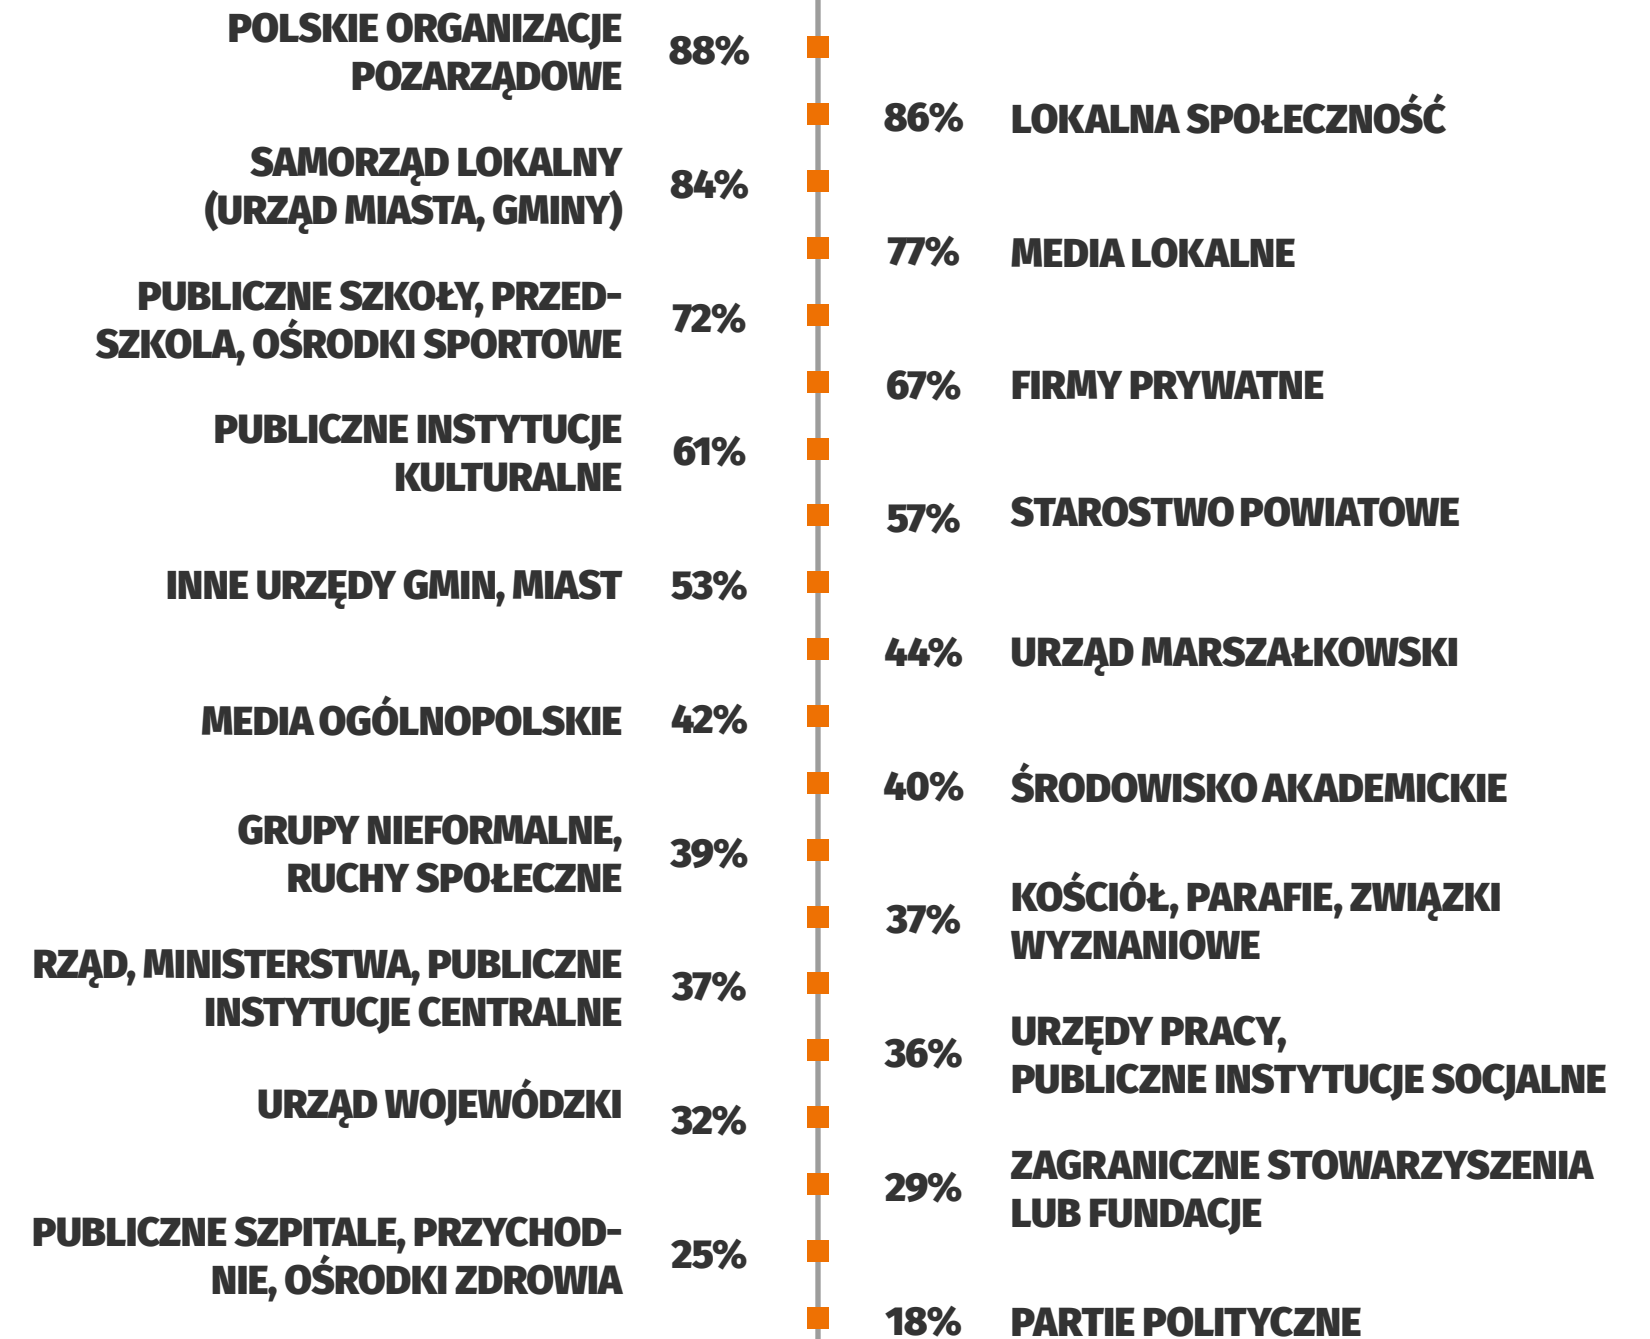 POLSKIE ORGANIZACJE
POZARZĄDOWE
88%
86%
LOKALNA SPOŁECZNOŚĆ
SAMORZĄD LOKALNY
(URZĄD MIASTA, GMINY)
84%
77%
MEDIA LOKALNE
PUBLICZNE SZKOŁY, PRZED-
SZKOLA, OŚRODKI SPORTOWE
72%
67%
FIRMY PRYWATNE
PUBLICZNE INSTYTUCJE
KULTURALNE
61%
57%
STAROSTWO POWIATOWE
INNE URZĘDY GMIN, MIAST
53%
44%
URZĄD MARSZAŁKOWSKI
MEDIA OGÓLNOPOLSKIE
42%
40%
ŚRODOWISKO AKADEMICKIE
GRUPY NIEFORMALNE,
RUCHY SPOŁECZNE
39%
37%
KOŚCIÓŁ, PARAFIE, ZWIĄZKI
WYZNANIOWE
RZĄD, MINISTERSTWA, PUBLICZNE
INSTYTUCJE CENTRALNE
37%
36%
URZĘDY PRACY,
PUBLICZNE INSTYTUCJE SOCJALNE
URZĄD WOJEWÓDZKI
32%
29%
ZAGRANICZNE STOWARZYSZENIA
LUB FUNDACJE
PUBLICZNE SZPITALE, PRZYCHOD-
NIE, OŚRODKI ZDROWIA
25%
18%
PARTIE POLITYCZNE